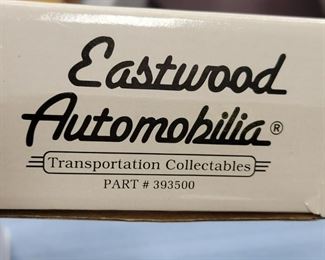 Eastwood
Automobilia®
Transportation Collectables
PART # 393500